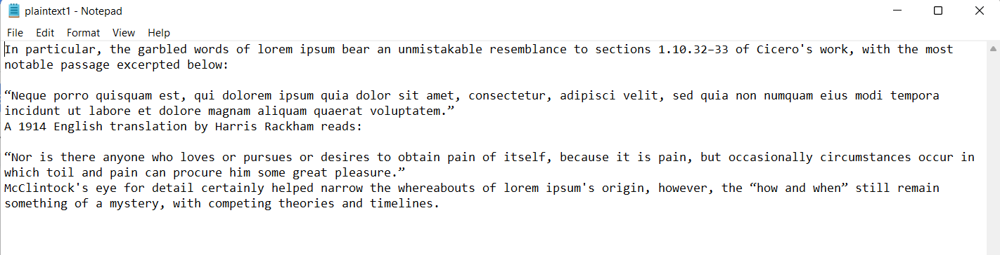 plaintext1 - Notepad
File Edit Format View Help
In particular, the garbled words of lorem ipsum bear an unmistakable resemblance to sections 1.10.32–33 of Cicero's work, with the most
notable passage excerpted below:
“Neque porro quisquam est, qui dolorem ipsum quia dolor sit amet, consectetur, adipisci velit, sed quia non numquam eius modi tempora
incidunt ut labore et dolore magnam aliquam quaerat voluptatem.”
A 1914 English translation by Harris Rackham reads:
“Nor is there anyone who loves or pursues or desires to obtain pain of itself, because it is pain, but occasionally circumstances occur in
which toil and pain can procure him some great pleasure.”
McClintock's eye for detail certainly helped narrow the whereabouts of lorem ipsum's origin, however, the “how and when” still remain
something of a mystery, with competing theories and timelines.